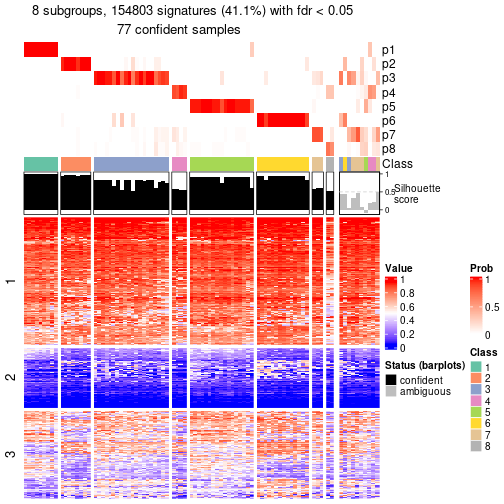 8 subgroups, 154803 signatures (41.1%) with fdr < 0.05
77 confident samples
p1
p2
p3
p4
p5
p6
p7
p8
Class
1
0.5
0
Silhouette
score
1
2
3
Value
1
0.8
0.6
0.4
0.2
0
Prob
1
0.5
0
Status (barplots)
confident
ambiguous
Class
1
2
3
4
5
6
7
8